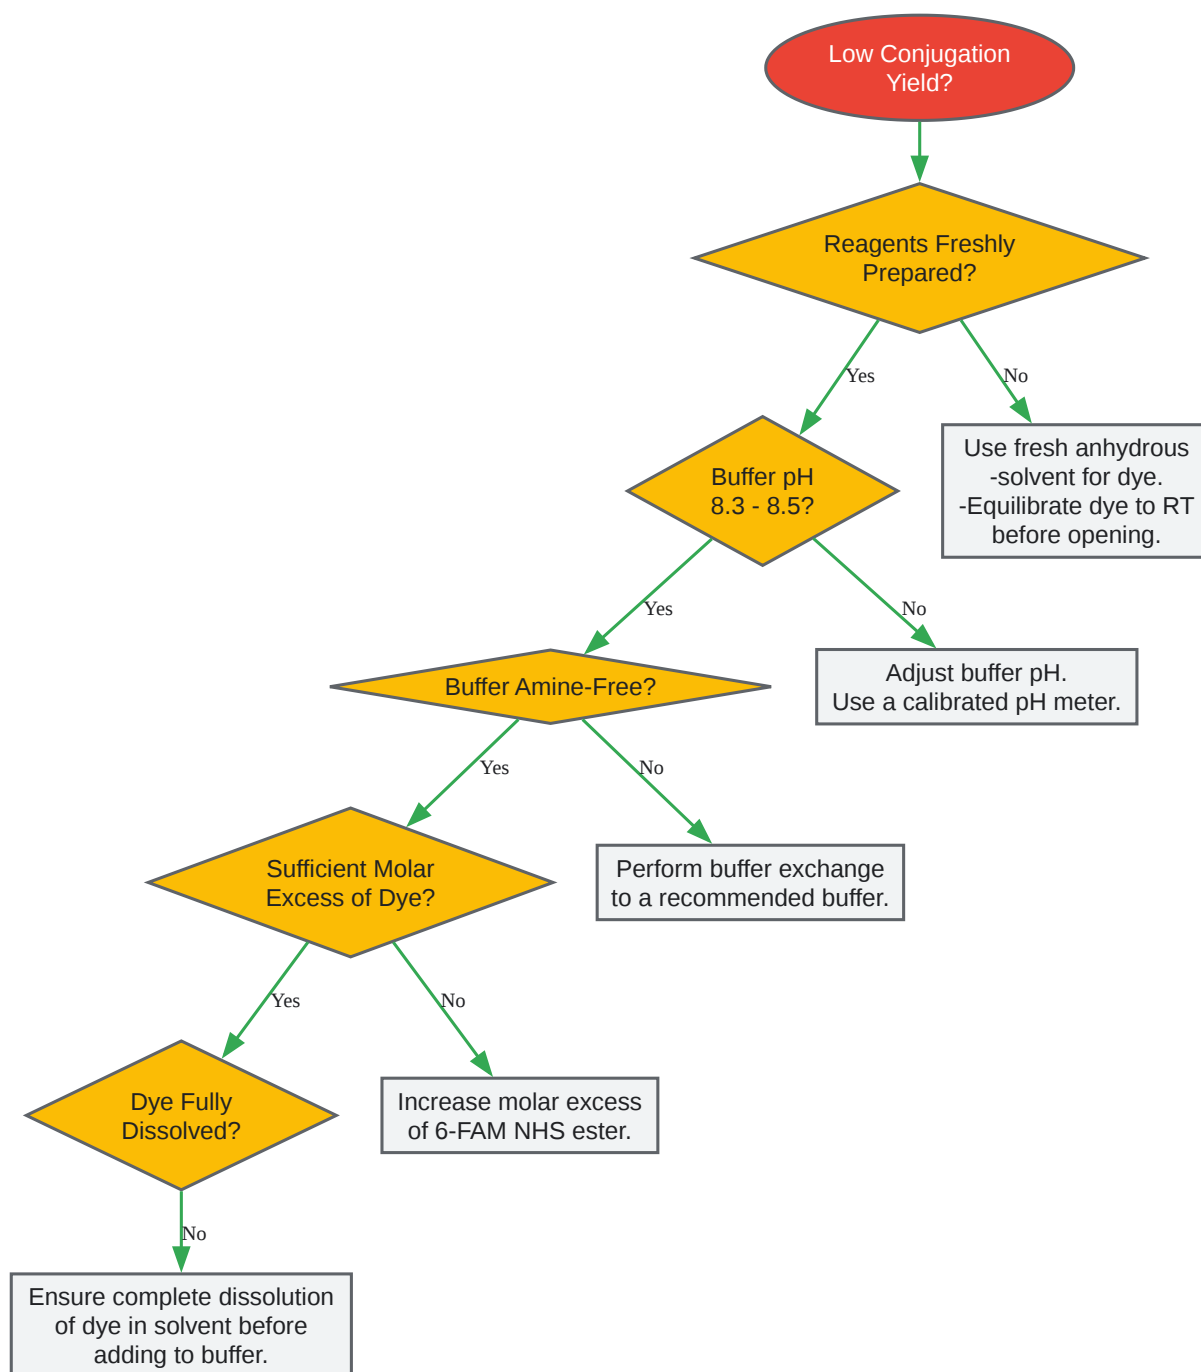 Low Conjugation
Yield?
Reagents Freshly
Prepared?
Yes
No
Buffer pH
8.3 - 8.5?
Use fresh anhydrous
-solvent for dye.
-Equilibrate dye to RT
before opening.
Yes
No
Buffer Amine-Free?
Adjust buffer pH.
Use a calibrated pH meter.
Yes
No
Sufficient Molar
Excess of Dye?
Perform buffer exchange
to a recommended buffer.
Yes
No
Dye Fully
Dissolved?
Increase molar excess
of 6-FAM NHS ester.
No
Ensure complete dissolution
of dye in solvent before
adding to buffer.